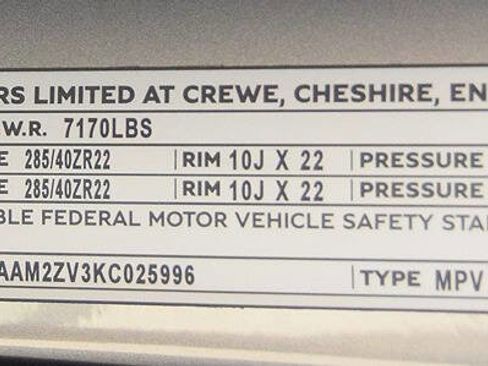 RS LIMITED AT CREWE, CHESHIRE, EN
.W.R. 7170LBS
E 285/40ZR22 RIM 10J X 22 PRESSURE
E 285/40ZR22 RIM 10J X 22 PRESSURE
BLE FEDERAL MOTOR VEHICLE SAFETY STA
AAM2ZV3KC025996 TYPE MPV